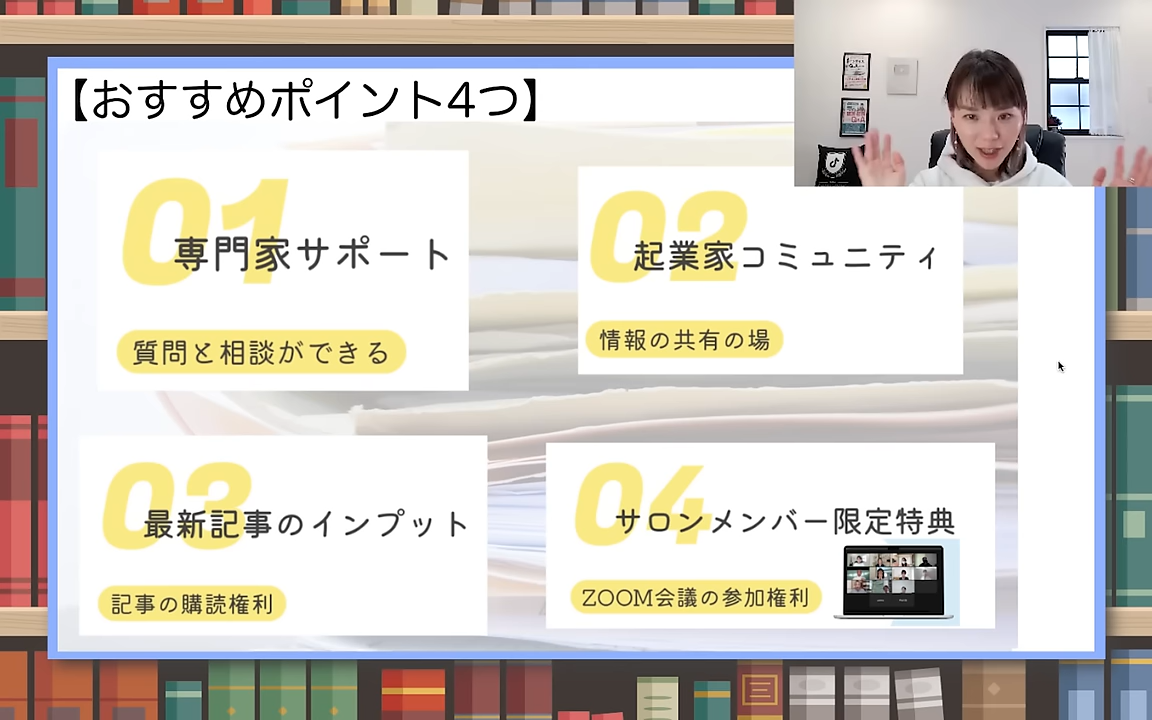 【おすすめポイント4つ】
01
専門家サポート
質問と相談ができる
02
起業家コミュニティ
情報の共有の場
03
最新記事のインプット
記事の購読権利
04
サロンメンバー限定特典
ZOOM会議の参加権利